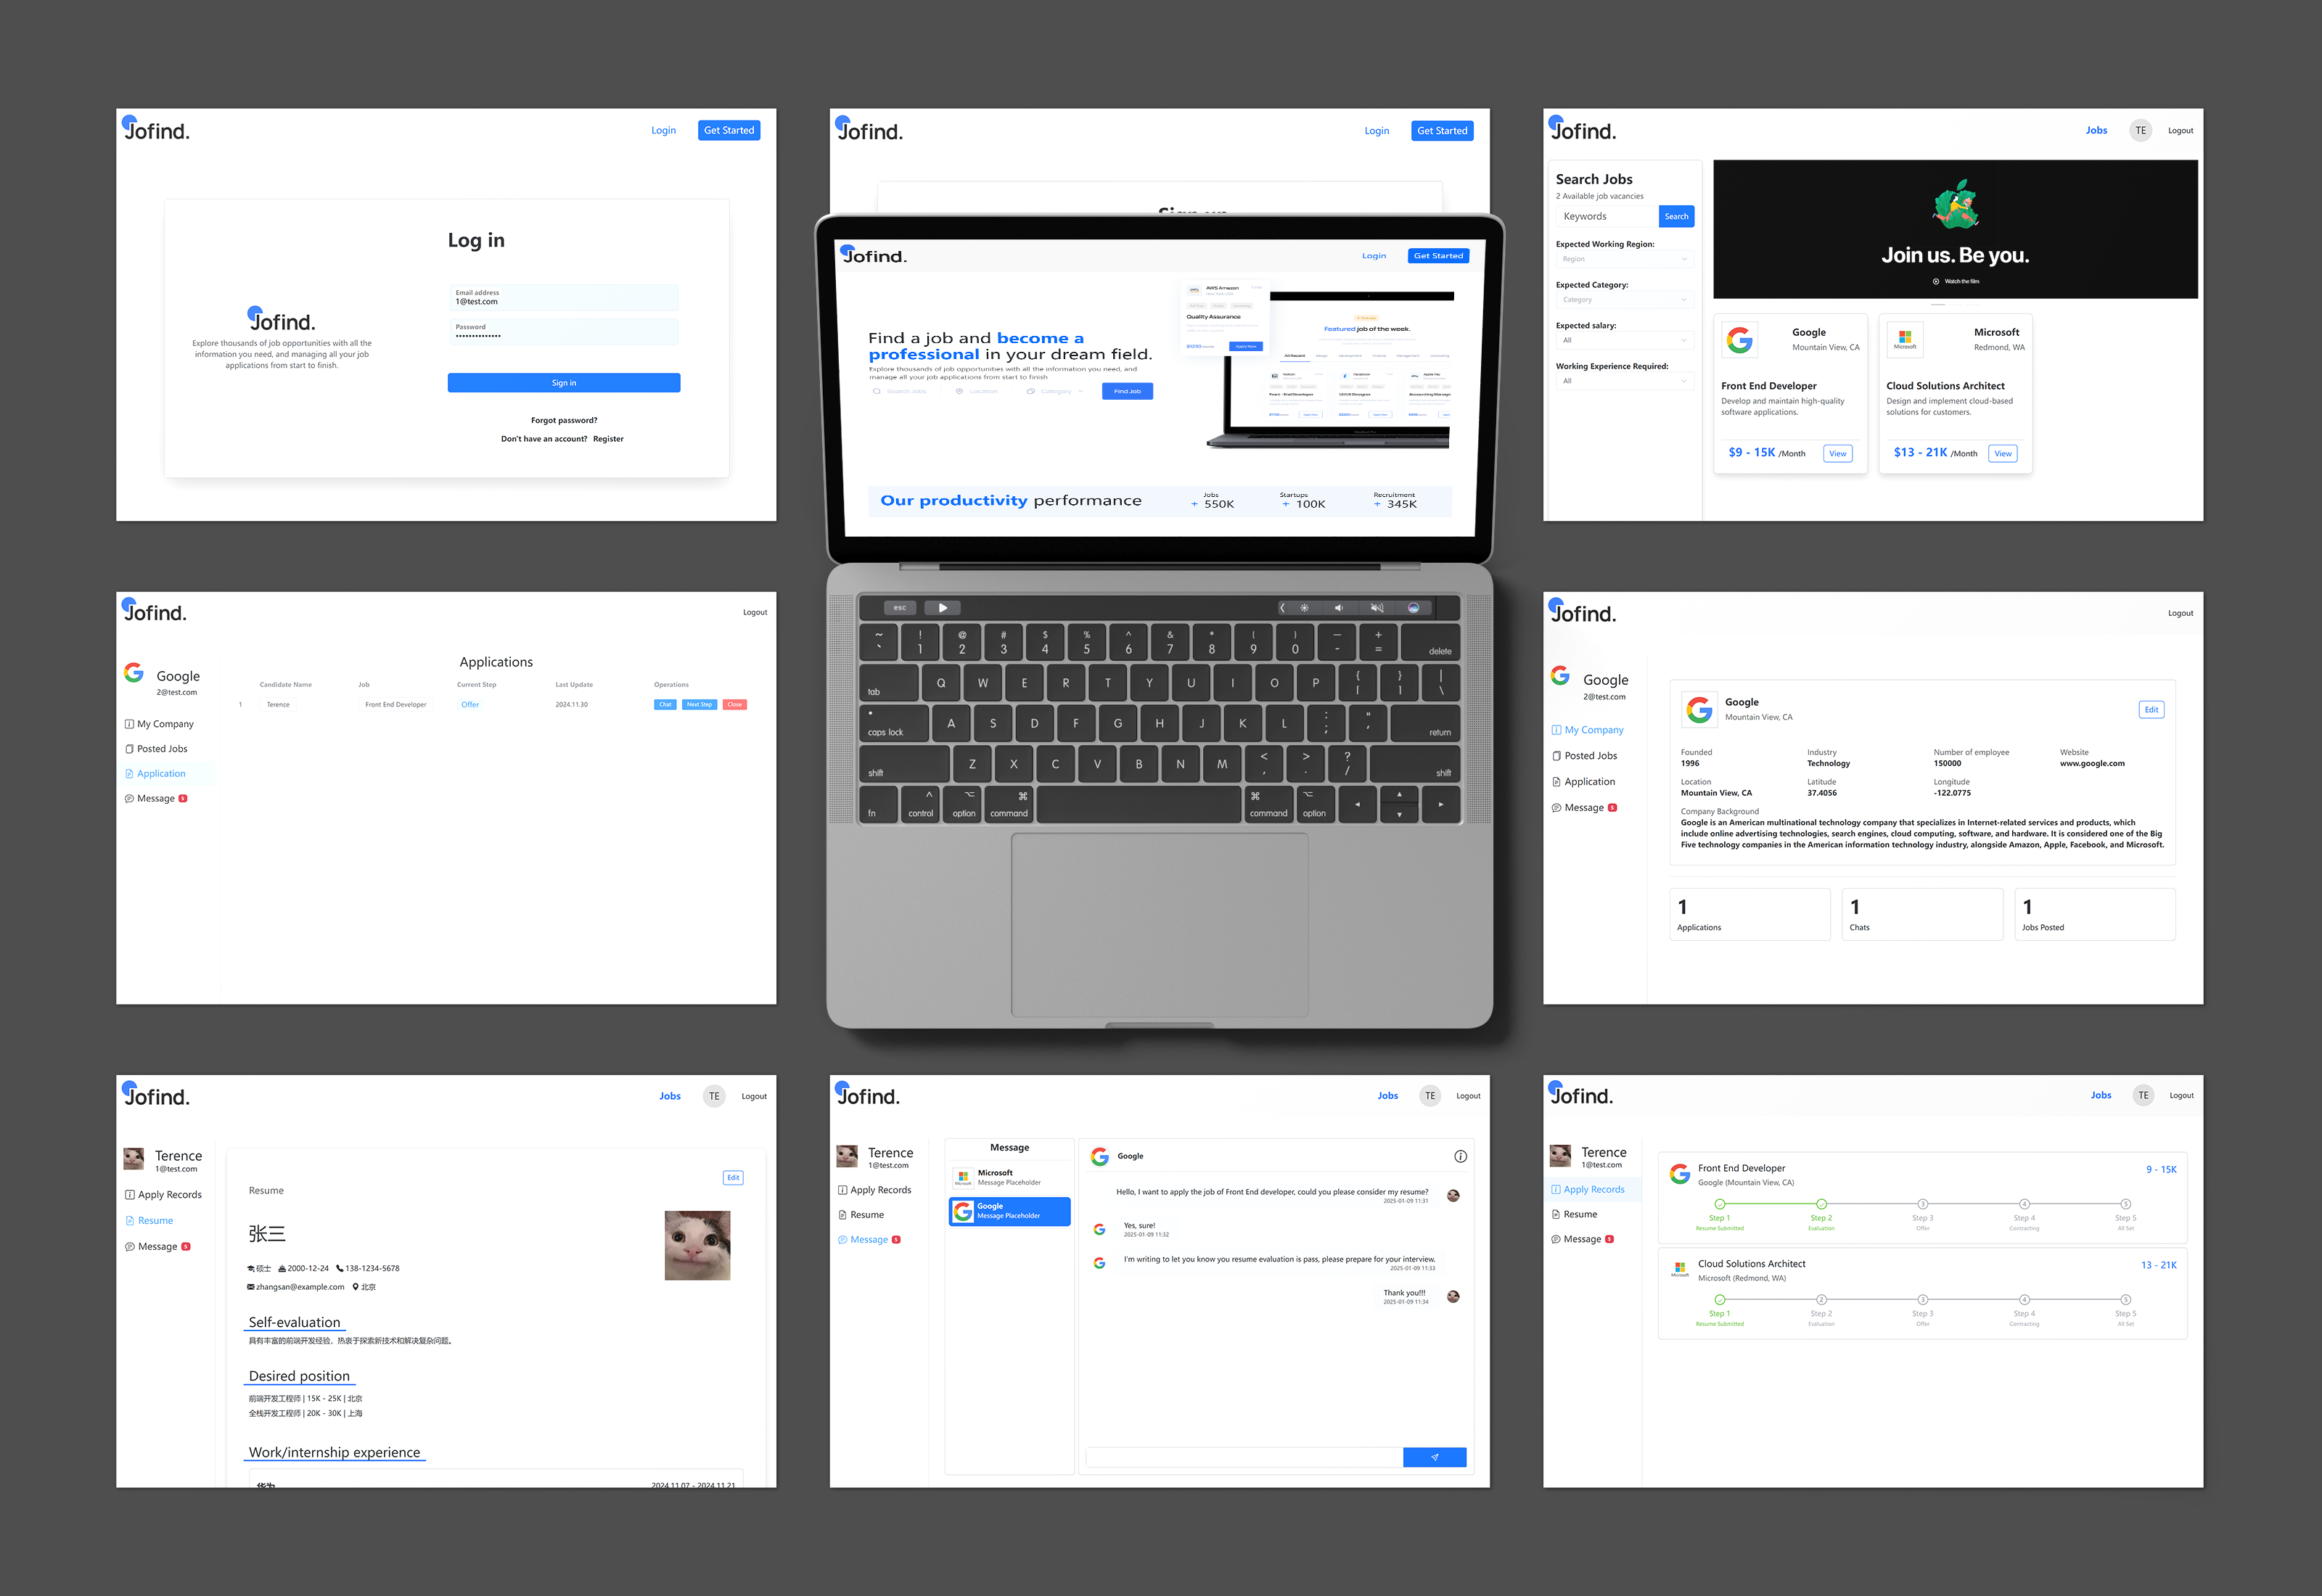 Jofind.
Login
Get Started
Log in
Email address
1@test.com
Password
Jofind.
Explore thousands of job opportunities with all the
information you need, and managing all your job
applications from start to finish.
Sign in
Forgot password?
Don't have an account? Register
Jofind.
Login
Get Started
Jofind.
Login
Get Started
Find a job and become a
professional in your dream field.
Explore thousands of job opportunities with all the information you need, and
manage all your job applications from start to finish
Search Jobs
Location
Category
Find Job
AWS Amazon
Quality Assurance
Apply Now
Featured job of the week.
Front - End Developer
UI/UX Designer
Our productivity performance
Jobs
+ 550K
Startups
+ 100K
Recruitment
+ 345K
Jofind.
Jobs
TE
Logout
Search Jobs
2 Available job vacancies
Keywords
Search
Expected Working Region:
Region
Expected Category:
Category
Expected salary:
All
Working Experience Required:
All
Join us. Be you.
Watch the film
Google
Mountain View, CA
Front End Developer
Develop and maintain high-quality
software applications.
$9 - 15K /Month
View
Microsoft
Microsoft
Redmond, WA
Cloud Solutions Architect
Design and implement cloud-based
solutions for customers.
$13 - 21K /Month
View
Jofind.
Logout
Google
2@test.com
My Company
Posted Jobs
Application
Message 5
Applications
Candidate Name Job Current Step Last Update Operations
1 Terence Front End Developer Offer 2024.11.30 Chat Next Step Close
esc
~ ! @ # $ % ^ & * ( ) — +
` 1 2 3 4 5 6 7 8 9 0 - = delete
tab Q W E R T Y U I O P { [ } ] | \
caps lock A S D F G H J K L : ; " ' return
shift Z X C V B N M < , > . ? / shift
fn control option command command option
Jofind.
Logout
Google
2@test.com
My Company
Posted Jobs
Application
Message 5
Google
Mountain View, CA
Edit
Founded Industry Number of employee Website
1996 Technology 150000 www.google.com
Location Latitude Longitude
Mountain View, CA 37.4056 -122.0775
Company Background
Google is an American multinational technology company that specializes in Internet-related services and products, which
include online advertising technologies, search engines, cloud computing, software, and hardware. It is considered one of the Big
Five technology companies in the American information technology industry, alongside Amazon, Apple, Facebook, and Microsoft.
1
Applications
1
Chats
1
Jobs Posted
Jofind.
Jobs
TE
Logout
Terence
1@test.com
Apply Records
Resume
Message 5
Edit
Resume
张三
硕士 2000-12-24 138-1234-5678
zhangsan@example.com 北京
Self-evaluation
具有丰富的前端开发经验，热衷于探索新技术和解决复杂问题。
Desired position
前端开发工程师 | 15K - 25K | 北京
全栈开发工程师 | 20K - 30K | 上海
Work/internship experience
华为 2024.11.07 - 2024.11.21
Jofind.
Jobs
TE
Logout
Terence
1@test.com
Apply Records
Resume
Message 5
Message
Microsoft
Microsoft
Message Placeholder
Google
Message Placeholder
Google
Hello, I want to apply the job of Front End developer, could you please consider my resume?
2025-01-09 11:31
Yes, sure!
2025-01-09 11:32
I'm writing to let you know you resume evaluation is pass, please prepare for your interview.
2025-01-09 11:33
Thank you!!!
2025-01-09 11:34
Jofind.
Jobs
TE
Logout
Terence
1@test.com
Apply Records
Resume
Message 5
Front End Developer
Google (Mountain View, CA)
9 - 15K
3 4 5
Step 1 Step 2 Step 3 Step 4 Step 5
Resume Submitted Evaluation Offer Contracting All Set
Cloud Solutions Architect
Microsoft
Microsoft (Redmond, WA)
13 - 21K
2 3 4 5
Step 1 Step 2 Step 3 Step 4 Step 5
Resume Submitted Evaluation Offer Contracting All Set